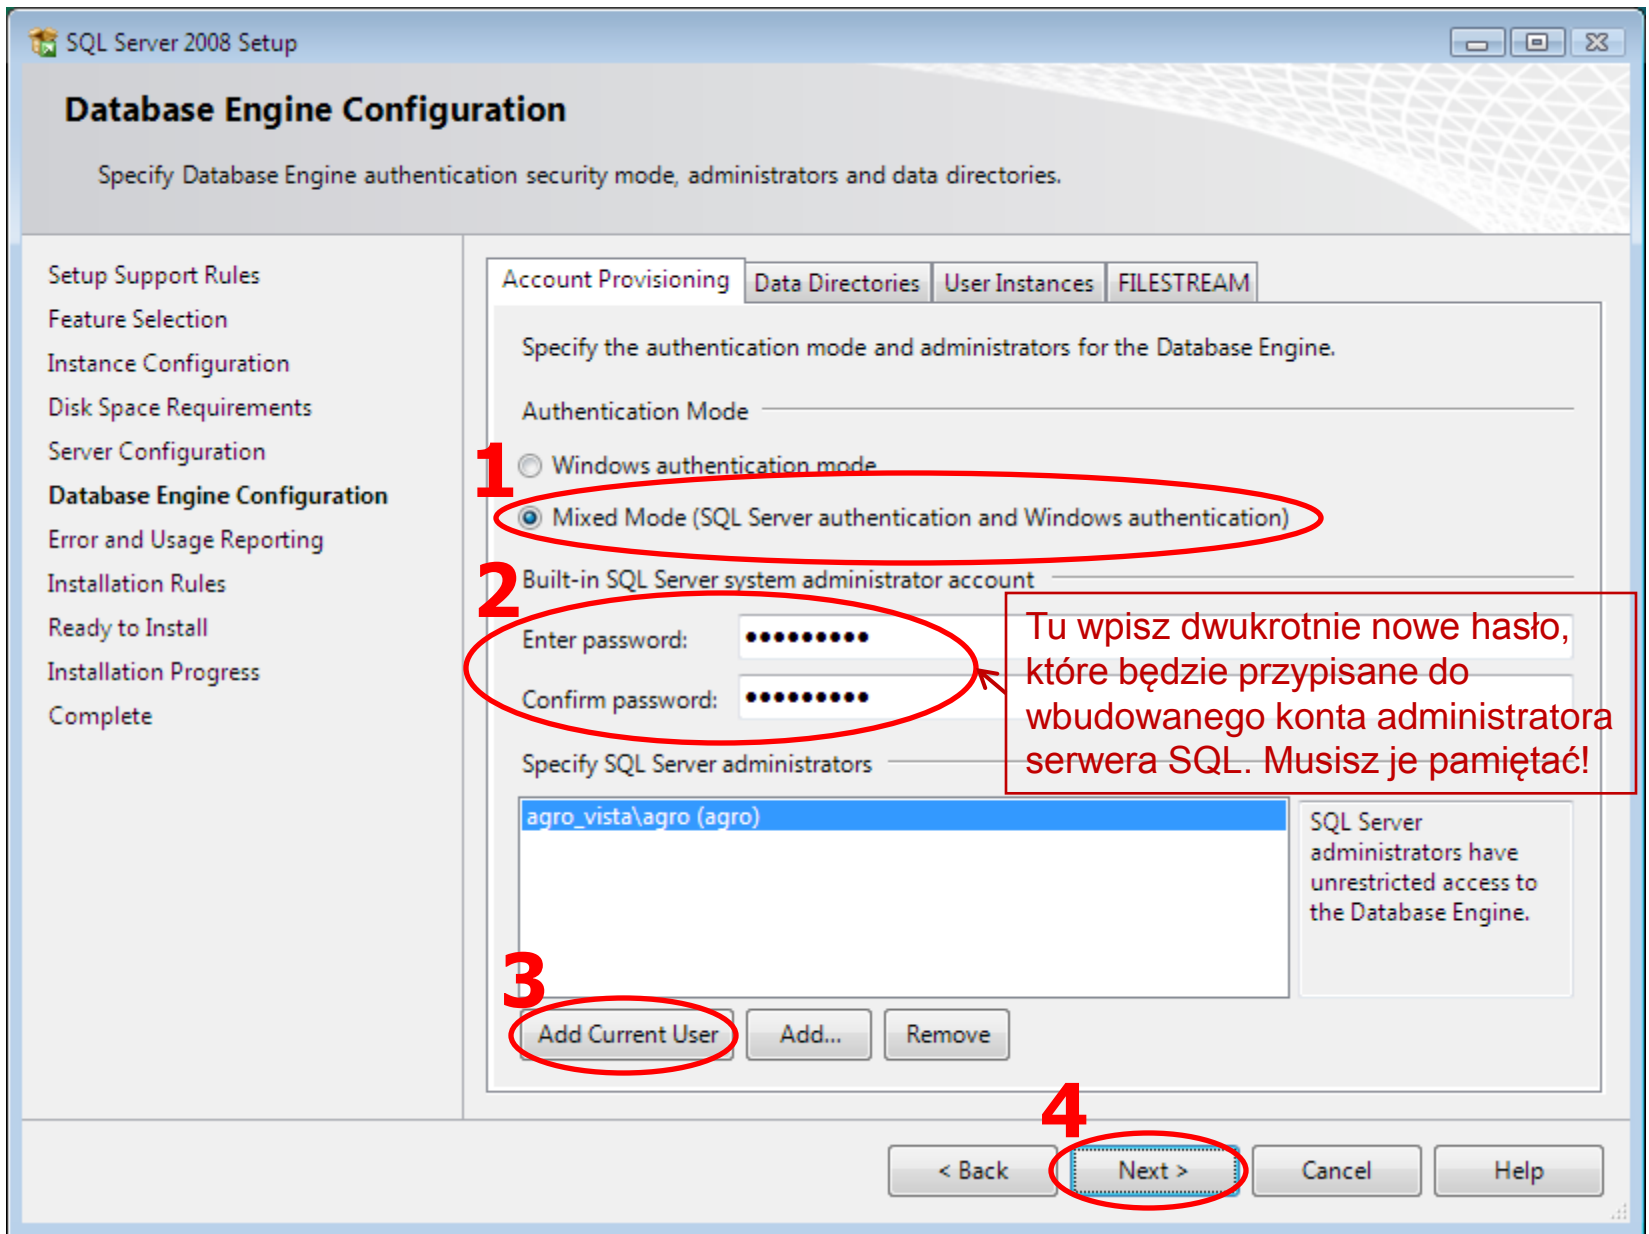 SQL Server 2008 Setup
Database Engine Configuration
Specify Database Engine authentication security mode, administrators and data directories.
Setup Support Rules
Feature Selection
Instance Configuration
Disk Space Requirements
Server Configuration
Database Engine Configuration
Error and Usage Reporting
Installation Rules
Ready to Install
Installation Progress
Complete
Account Provisioning
Data Directories
User Instances
FILESTREAM
Specify the authentication mode and administrators for the Database Engine.
Authentication Mode
1
Windows authentication mode
Mixed Mode (SQL Server authentication and Windows authentication)
2
Built-in SQL Server system administrator account
Enter password: •••••••••
Confirm password: •••••••••
Tu wpisz dwukrotnie nowe hasło,
które będzie przypisane do
wbudowanego konta administratora
serwera SQL. Musisz je pamiętać!
Specify SQL Server administrators
agro_vista\agro (agro)
SQL Server
administrators have
unrestricted access to
the Database Engine.
3
Add Current User
Add...
Remove
4
< Back
Next >
Cancel
Help